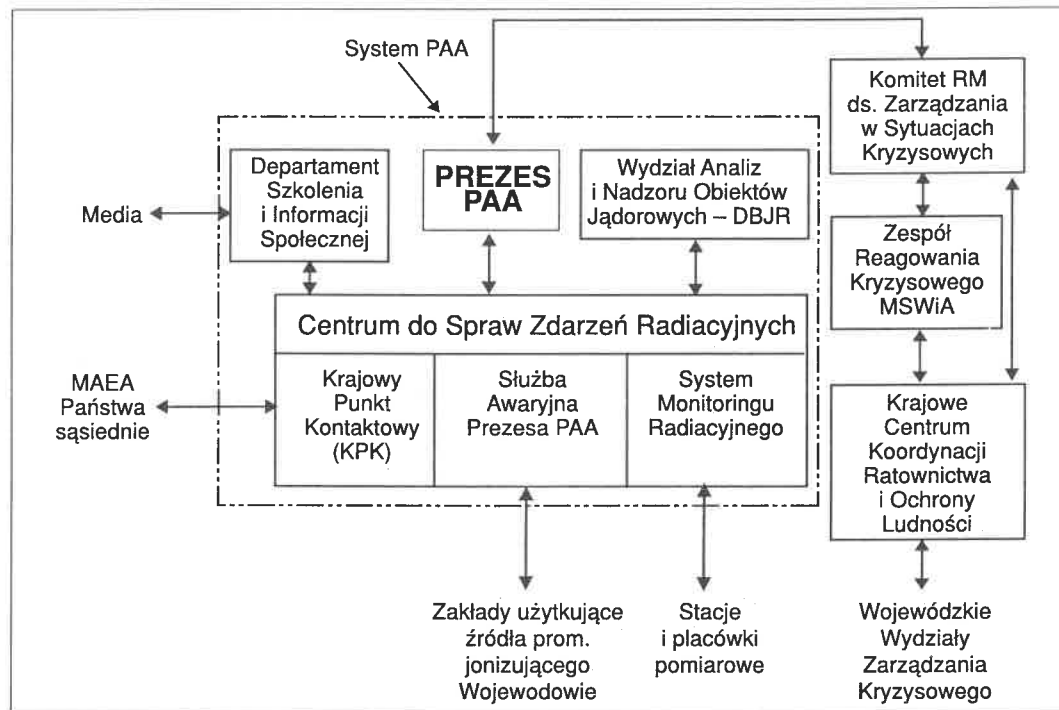 System PAA
Komitet RM
ds. Zarządzania
w Sytuacjach
Kryzysowych
Departament
Szkolenia
i Informacji
Społecznej
PREZES
PAA
Wydział Analiz
i Nadzoru Obiektów
Jądorowych – DBJR
Media
Zespół
Reagowania
Kryzysowego
MSWiA
Centrum do Spraw Zdarzeń Radiacyjnych
MAEA
Państwa
sąsiednie
Krajowy
Punkt
Kontaktowy
(KPK)
Służba
Awaryjna
Prezesa PAA
System
Monitoringu
Radiacyjnego
Krajowe
Centrum
Koordynacji
Ratownictwa
i Ochrony
Ludności
Zakłady użytkujące
źródła prom.
jonizującego
Wojewodowie
Stacje
i placówki
pomiarowe
Wojewódzkie
Wydziały
Zarządzania
Kryzysowego